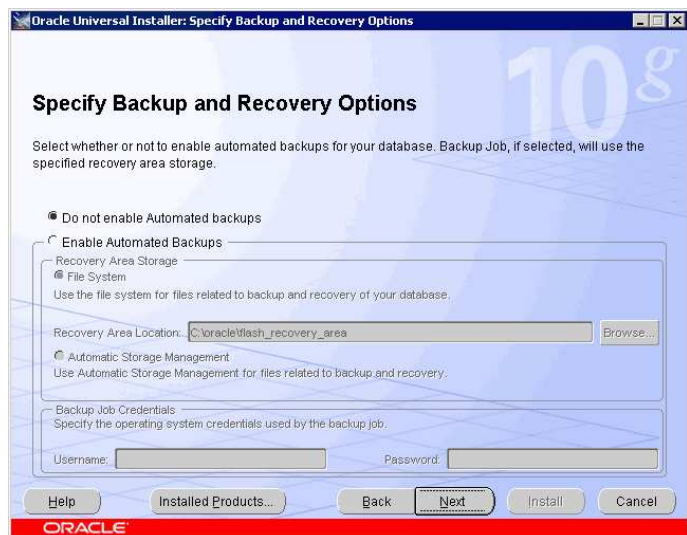 Oracle Universal Installer: Specify Backup and Recovery Options
10g
Specify Backup and Recovery Options
Select whether or not to enable automated backups for your database. Backup Job, if selected, will use the
specified recovery area storage.
Do not enable Automated backups
Enable Automated Backups
Recovery Area Storage
File System
Use the file system for files related to backup and recovery of your database.
Recovery Area Location: C:\oracle\flash_recovery_area Browse...
Automatic Storage Management
Use Automatic Storage Management for files related to backup and recovery.
Backup Job Credentials
Specify the operating system credentials used by the backup job.
Username: Password:
Help Installed Products... Back Next Install Cancel
ORACLE